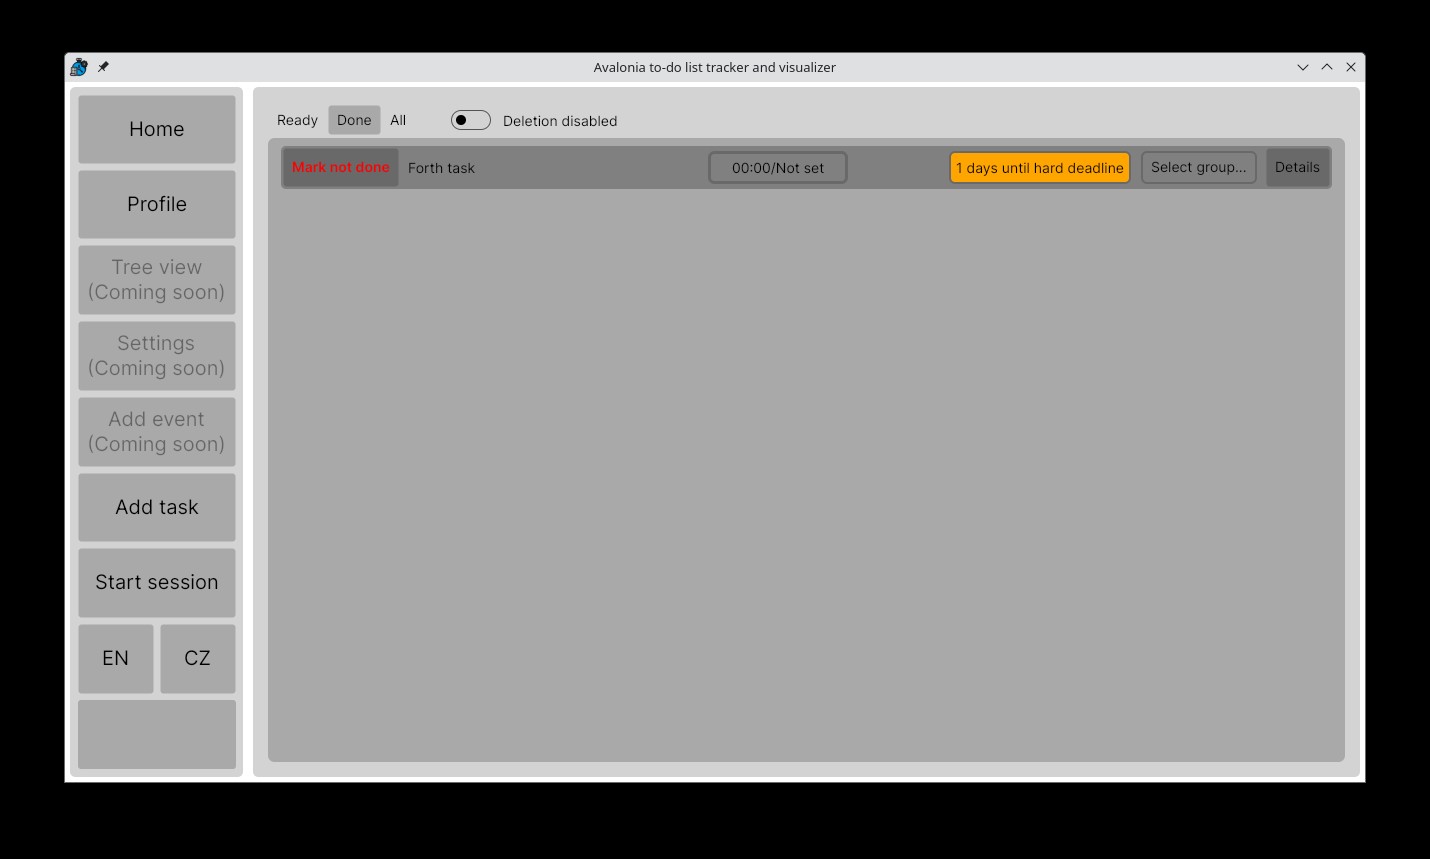 Avalonia to-do list tracker and visualizer
Home
Profile
Tree view
(Coming soon)
Settings
(Coming soon)
Add event
(Coming soon)
Add task
Start session
EN CZ
Ready Done All Deletion disabled
Mark not done Forth task 00:00/Not set 1 days until hard deadline Select group... Details